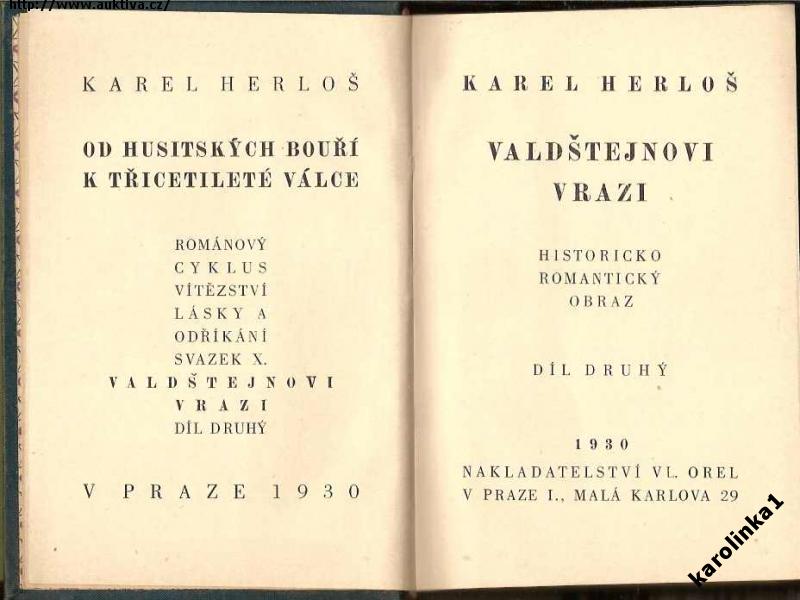 http://www.auktiva.cz/
KAREL HERLOŠ
OD HUSITSKÝCH BOUŘÍ
K TŘICETILETÉ VÁLCE
ROMÁNOVÝ
CYKLUS
VÍTĚZSTVÍ
LÁSKY A
ODŘÍKÁNÍ
SVAZEK X.
VALDŠTEJNOVI
VRAZI
DÍL DRUHÝ
V PRAZE 1930
KAREL HERLOŠ
VALDŠTEJNOVI
VRAZI
HISTORICKO
ROMANTICKÝ
OBRAZ
DÍL DRUHÝ
1930
NAKLADATELSTVÍ VL. OREL
V PRAZE I., MALÁ KARLOVA 29
karolinka1